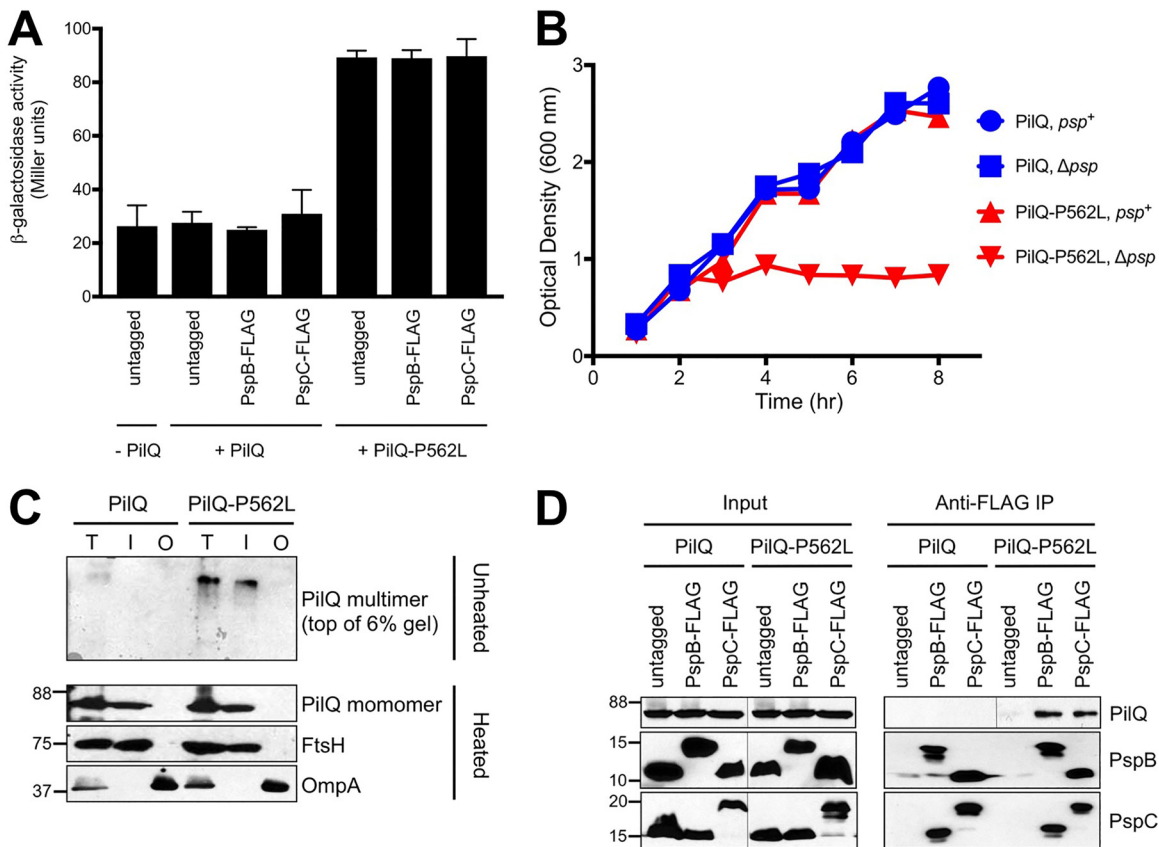 A
β-galactosidase activity
(Miller units)
100
80
60
40
20
0
untagged
untagged
PspB-FLAG
PspC-FLAG
untagged
PspB-FLAG
PspC-FLAG
- PilQ
+ PilQ
+ PilQ-P562L
B
Optical Density (600 nm)
3
2
1
0
0 2 4 6 8
Time (hr)
PilQ, psp+
PilQ, Δpsp
PilQ-P562L, psp+
PilQ-P562L, Δpsp
C
PilQ PilQ-P562L
T I O T I O
PilQ multimer
(top of 6% gel)
Unheated
88
PilQ momomer
75
FtsH
37
OmpA
Heated
D
Input Anti-FLAG IP
PilQ PilQ-P562L PilQ PilQ-P562L
untagged
PspB-FLAG
PspC-FLAG
untagged
PspB-FLAG
PspC-FLAG
untagged
PspB-FLAG
PspC-FLAG
untagged
PspB-FLAG
PspC-FLAG
88
PilQ
15
PspB
10
20
PspC
15